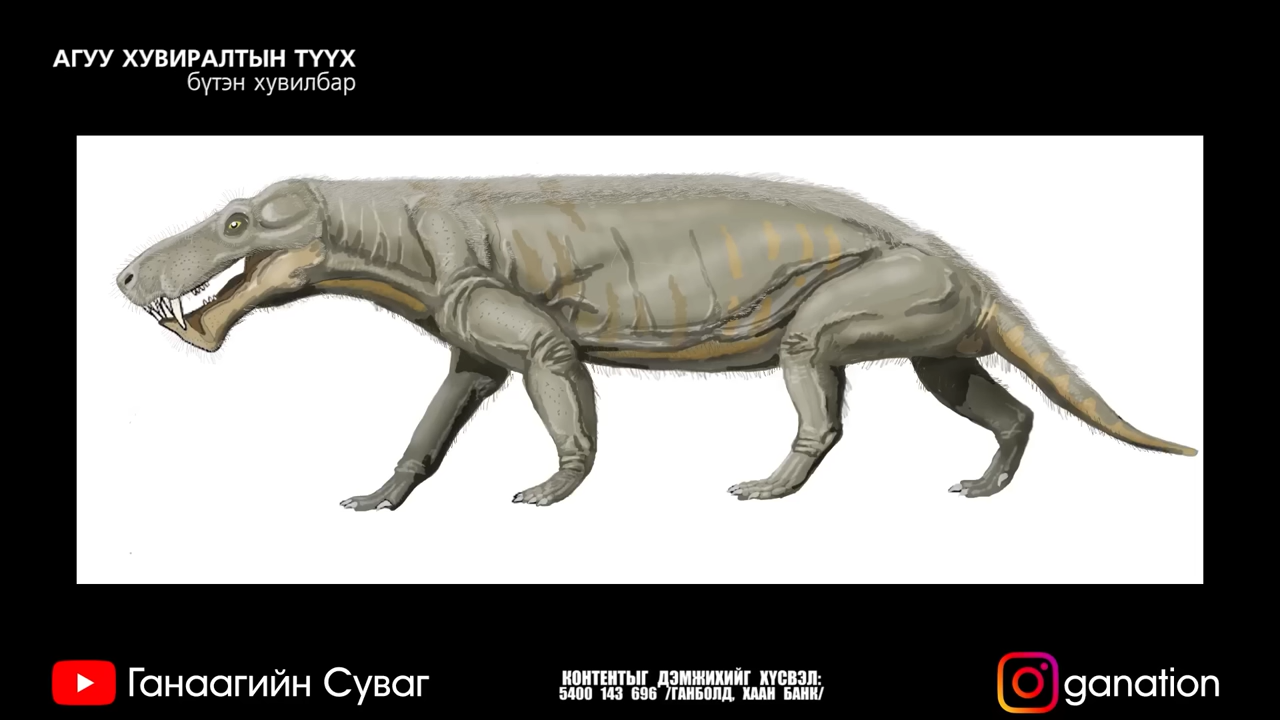 АГУУ ХУВИРАЛТЫН ТҮҮХ
бүтэн хувилбар
Ганаагийн Суваг
КОНТЕНТЫГ ДЭМЖИХИЙГ ХҮСВЭЛ:
5400 143 696 /ГАНБОЛД, ХААН БАНК/
ganation